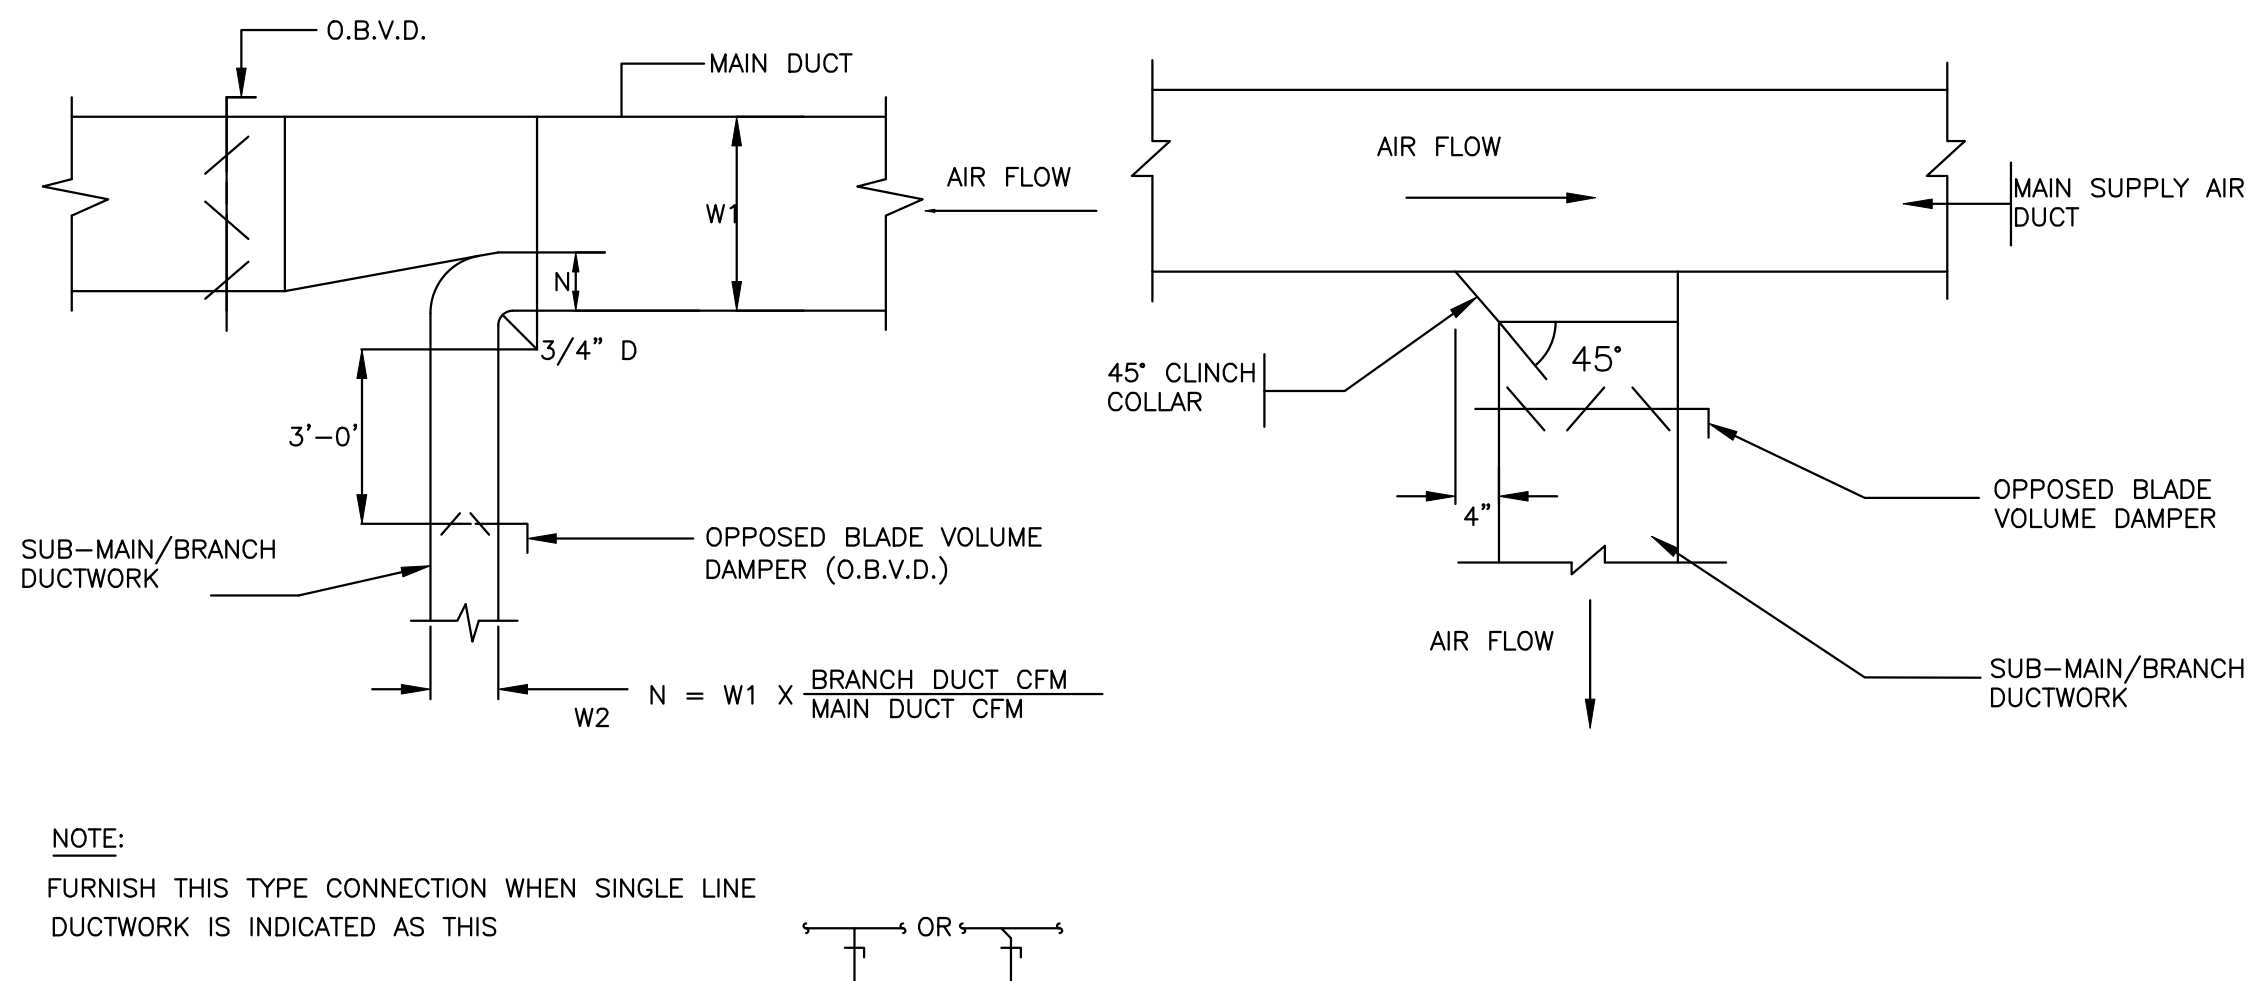 O.B.V.D.
MAIN DUCT
AIR FLOW
W1
N
3/4" D
3'-0'
SUB-MAIN/BRANCH
DUCTWORK
OPPOSED BLADE VOLUME
DAMPER (O.B.V.D.)
W2
N = W1 X BRANCH DUCT CFM
MAIN DUCT CFM
AIR FLOW
MAIN SUPPLY AIR
DUCT
45° CLINCH
COLLAR
45°
4"
OPPOSED BLADE
VOLUME DAMPER
AIR FLOW
SUB-MAIN/BRANCH
DUCTWORK
NOTE:
FURNISH THIS TYPE CONNECTION WHEN SINGLE LINE
DUCTWORK IS INDICATED AS THIS
OR